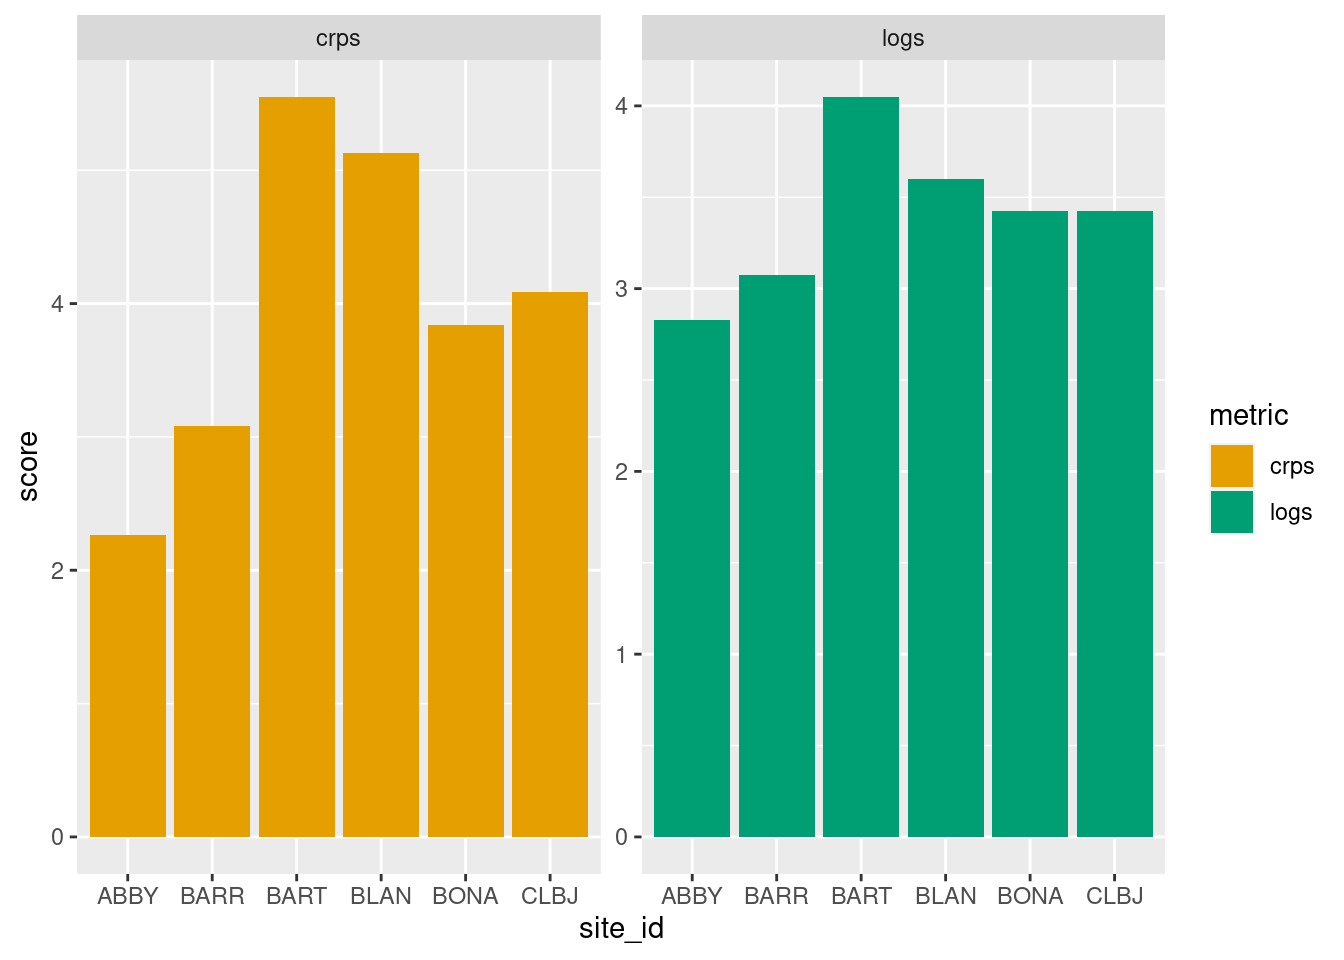 crps
logs
score
4
2
0
4
3
2
1
0
ABBY BARR BART BLAN BONA CLBJ
ABBY BARR BART BLAN BONA CLBJ
site_id
metric
crps
logs